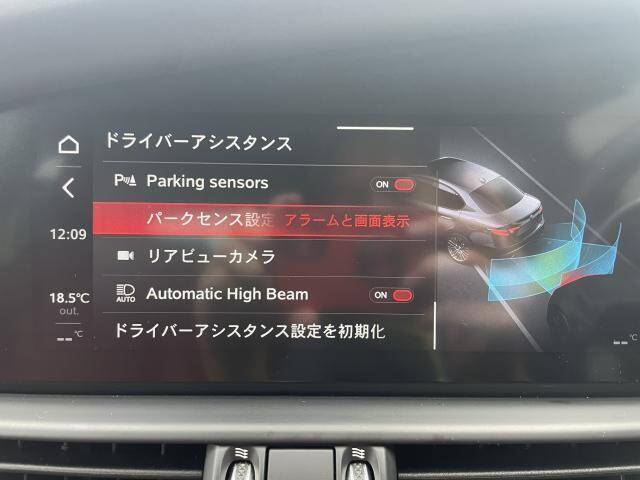 ドライバーアシスタンス
P Parking sensors ON
パークセンス設定 アラームと画面表示
12:09
リアビューカメラ
18.5℃
out.
AUTO Automatic High Beam ON
ドライバーアシスタンス設定を初期化
--℃
--℃